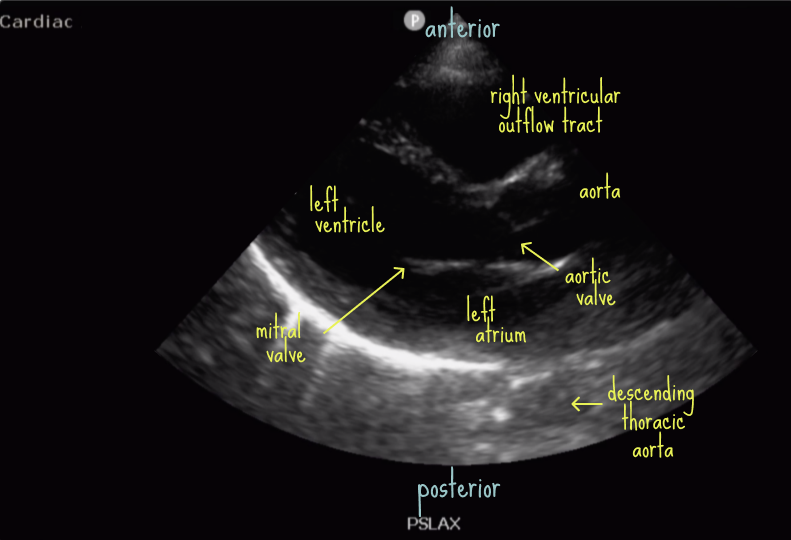 Cardiac
P
anterior
right ventricular
outflow tract
aorta
left
ventricle
aortic
valve
left
atrium
mitral
valve
descending
thoracic
aorta
posterior
PSLAX